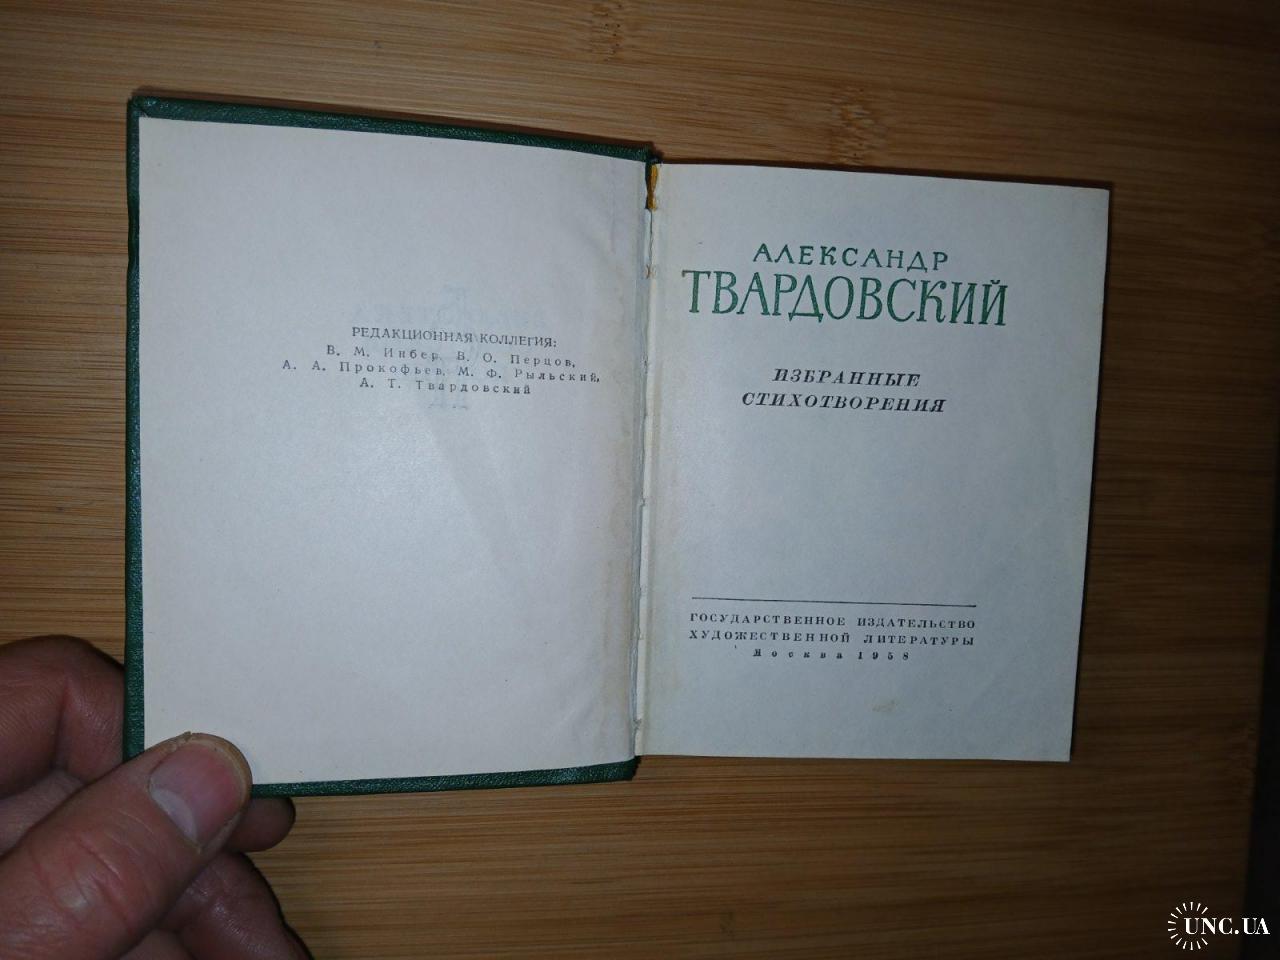 РЕДАКЦИОННАЯ КОЛЛЕГИЯ:
В. М. Инбер, В. О. Перцов,
А. А. Прокофьев, М. Ф. Рыльский,
А. Т. Твардовский
АЛЕКСАНДР
ТВАРДОВСКИЙ
ИЗБРАННЫЕ
СТИХОТВОРЕНИЯ
ГОСУДАРСТВЕННОЕ ИЗДАТЕЛЬСТВО
ХУДОЖЕСТВЕННОЙ ЛИТЕРАТУРЫ
Москва 1958
UNC.UA